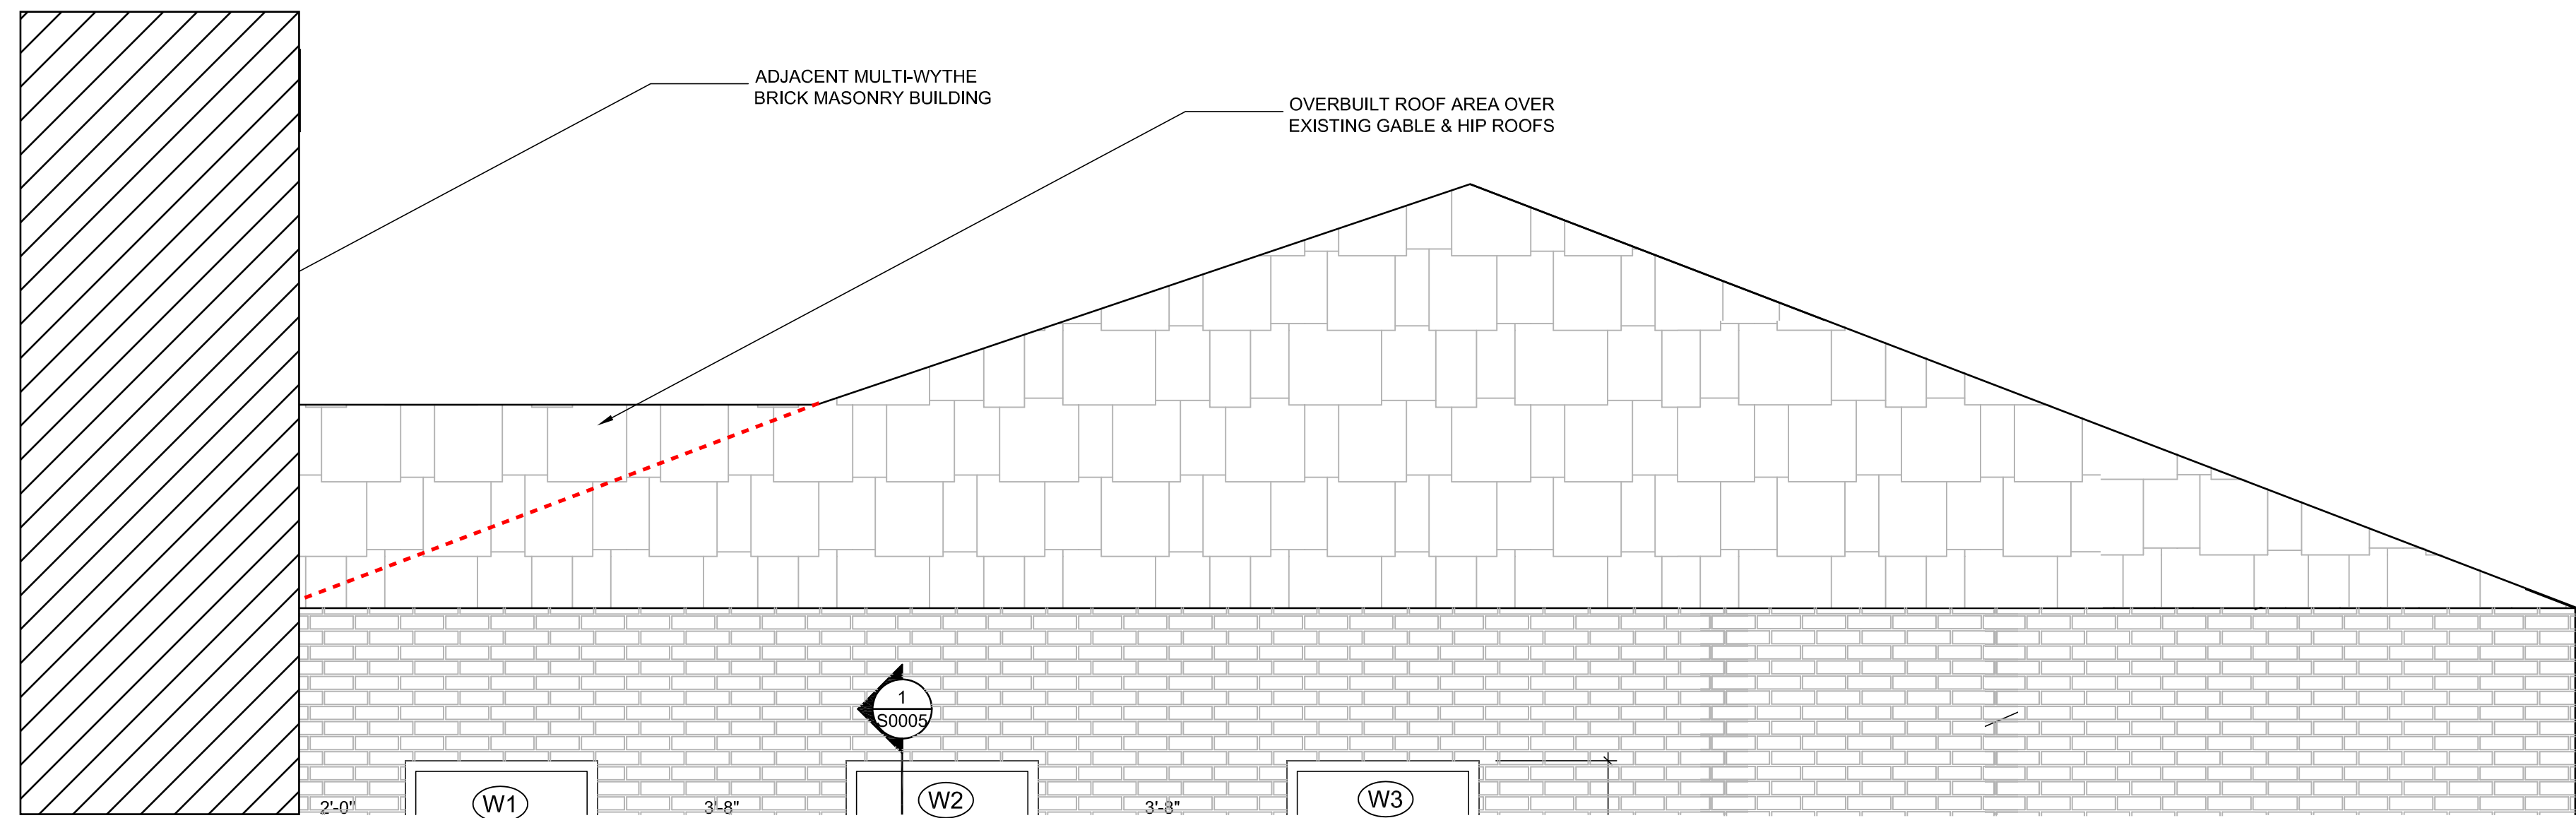 ADJACENT MULTI-WYTHE
BRICK MASONRY BUILDING
OVERBUILT ROOF AREA OVER
EXISTING GABLE & HIP ROOFS
1
S0005
2'-0"
W1
3'-8"
W2
3'-8"
W3